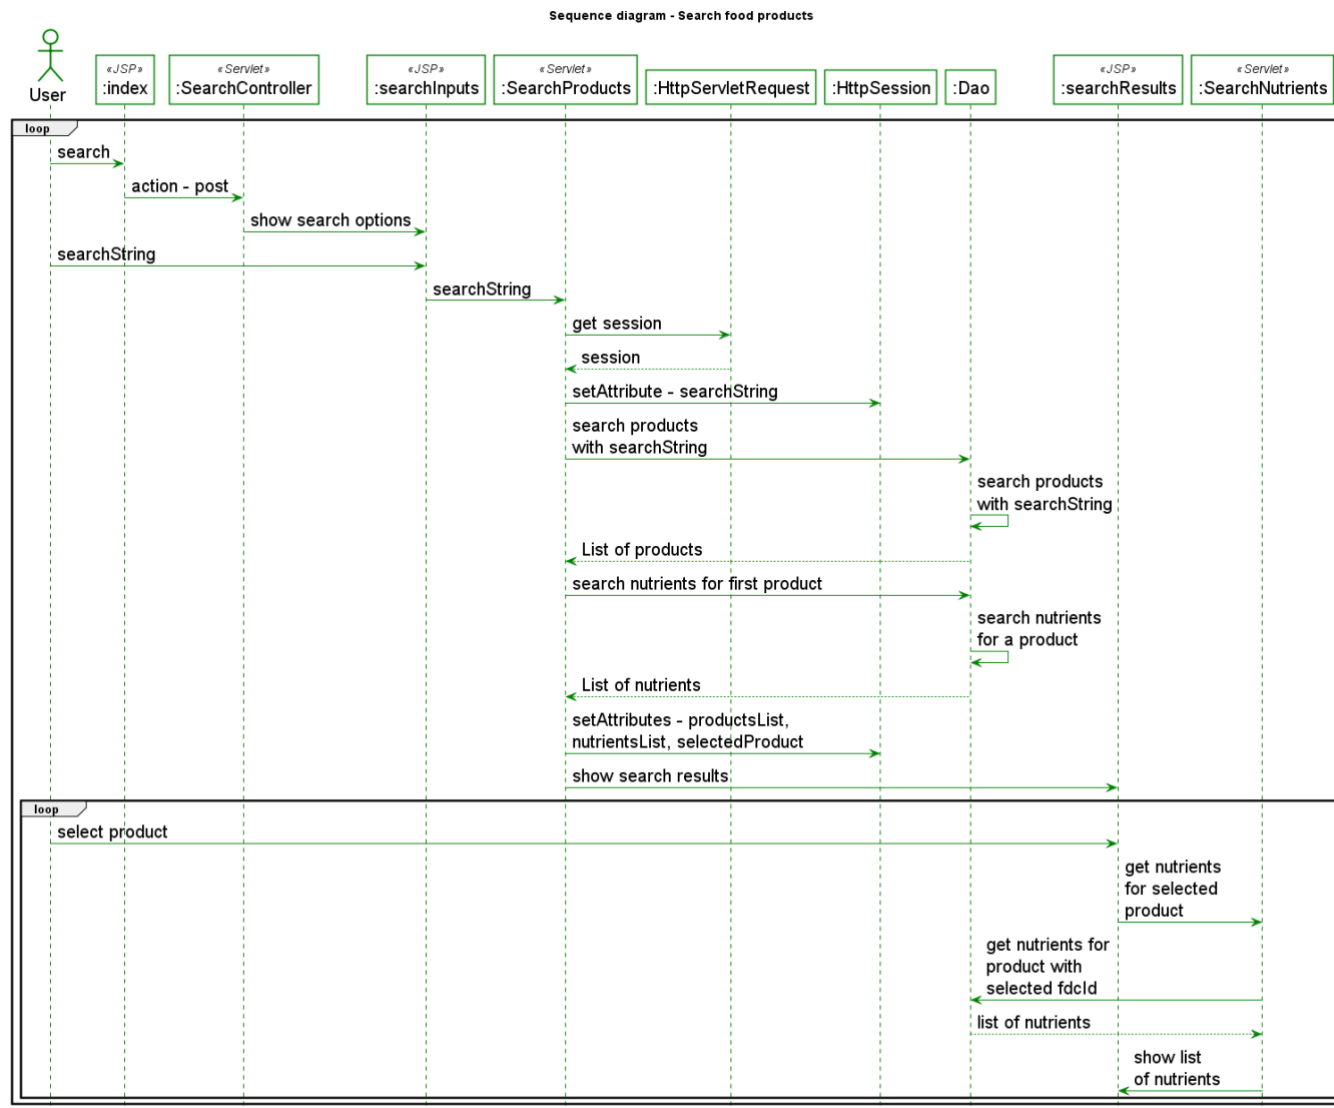 Sequence diagram - Search food products
«JSP» «Servlet» «JSP» «Servlet» «JSP» «Servlet»
User :index :SearchController :searchInputs :SearchProducts :HttpServletRequest :HttpSession :Dao :searchResults :SearchNutrients
loop
search
action - post
show search options
searchString
searchString
get session
session
setAttribute - searchString
search products
with searchString
search products
with searchString
List of products
search nutrients for first product
search nutrients
for a product
List of nutrients
setAttributes - productsList,
nutrientsList, selectedProduct
show search results
loop
select product
get nutrients
for selected
product
get nutrients for
product with
selected fdcId
list of nutrients
show list
of nutrients